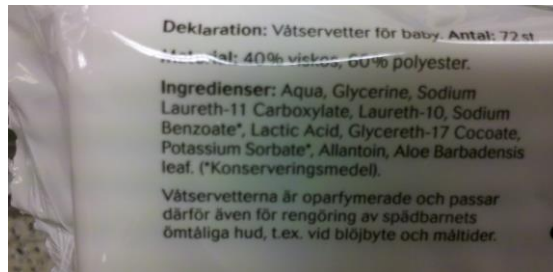 Deklaration: Våtservetter för baby. Antal: 72 st
Material: 40% viskos, 60% polyester.
Ingredienser: Aqua, Glycerine, Sodium
Laureth-11 Carboxylate, Laureth-10, Sodium
Benzoate*, Lactic Acid, Glycereth-17 Cocoate,
Potassium Sorbate*, Allantoin, Aloe Barbadensis
leaf. (*Konserveringsmedel).
Våtservetterna är oparfymerade och passar
därför även för rengöring av spädbarnets
ömtåliga hud, t.ex. vid blöjbyte och måltider.